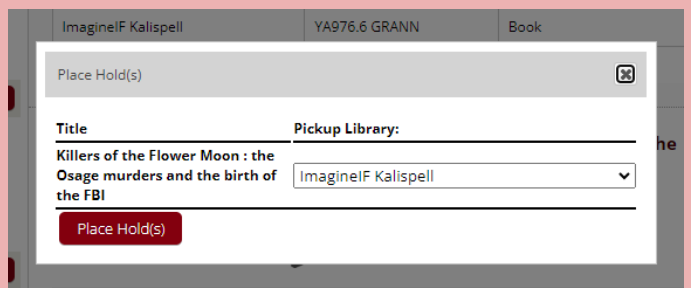 ImagineIF Kalispell YA976.6 GRANN Book
Place Hold(s)
Title Pickup Library:
Killers of the Flower Moon : the
Osage murders and the birth of
the FBI
ImagineIF Kalispell
he
Place Hold(s)